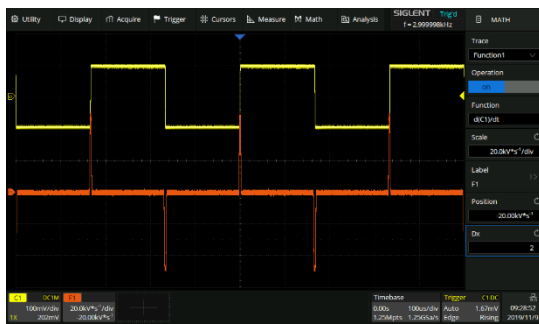 Utility Display Acquire Trigger Cursors Measure Math Analysis
SIGLENT Trig'd
f = 2.999998kHz
MATH
Trace
Function1
Operation
on
Function
d(C1)/dt
Scale
20.0kV*s⁻¹/div
Label
F1
Position
-20.00kV*s⁻¹
Dx
2
C1 DC1M
100mV/div
1X 202mV
F1
20.0kV*s⁻¹/div
-20.00kV*s⁻¹
Timebase
0.00s 100us/div
1.25Mpts 1.25GSa/s
Trigger C1 DC
Auto 1.67mV
Edge Rising
09:28:52
2019/11/9